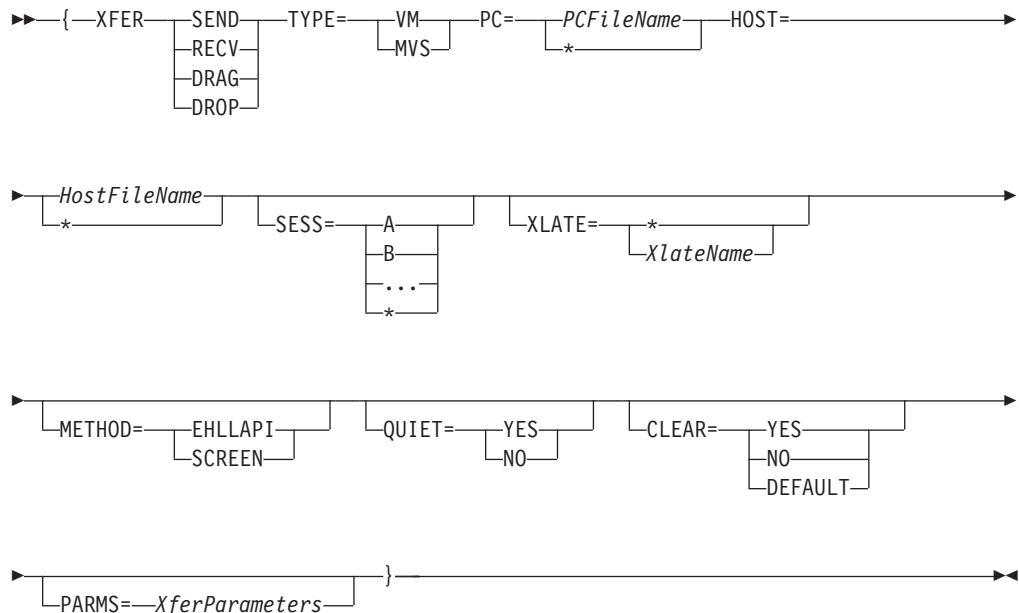 { XFER SEND TYPE= VM PC= PCFileName HOST=
RECV MVS *
DRAG
DROP
HostFileName
* SESS= A XLATE= *
B XlateName
...
*
METHOD= EHLLAPI QUIET= YES CLEAR= YES
SCREEN NO NO
DEFAULT
PARMS= XferParameters }